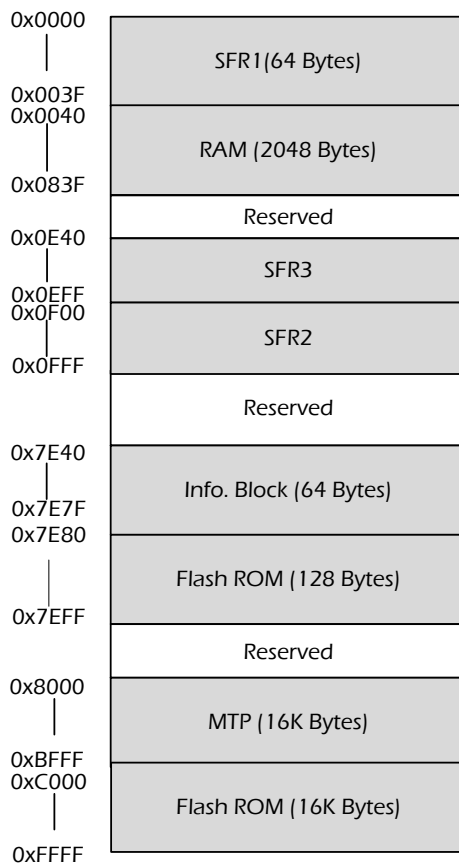 0x0000
SFR1(64 Bytes)
0x003F
0x0040
RAM (2048 Bytes)
0x083F
Reserved
0x0E40
SFR3
0x0EFF
0x0F00
SFR2
0x0FFF
Reserved
0x7E40
Info. Block (64 Bytes)
0x7E7F
0x7E80
Flash ROM (128 Bytes)
0x7EFF
Reserved
0x8000
MTP (16K Bytes)
0xBFFF
0xC000
Flash ROM (16K Bytes)
0xFFFF